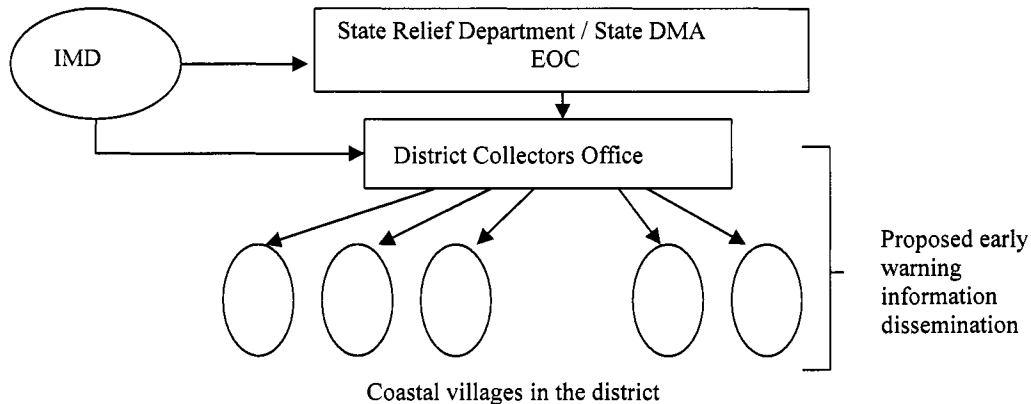 IMD
State Relief Department / State DMA
EOC
District Collectors Office
Proposed early
warning
information
dissemination
Coastal villages in the district